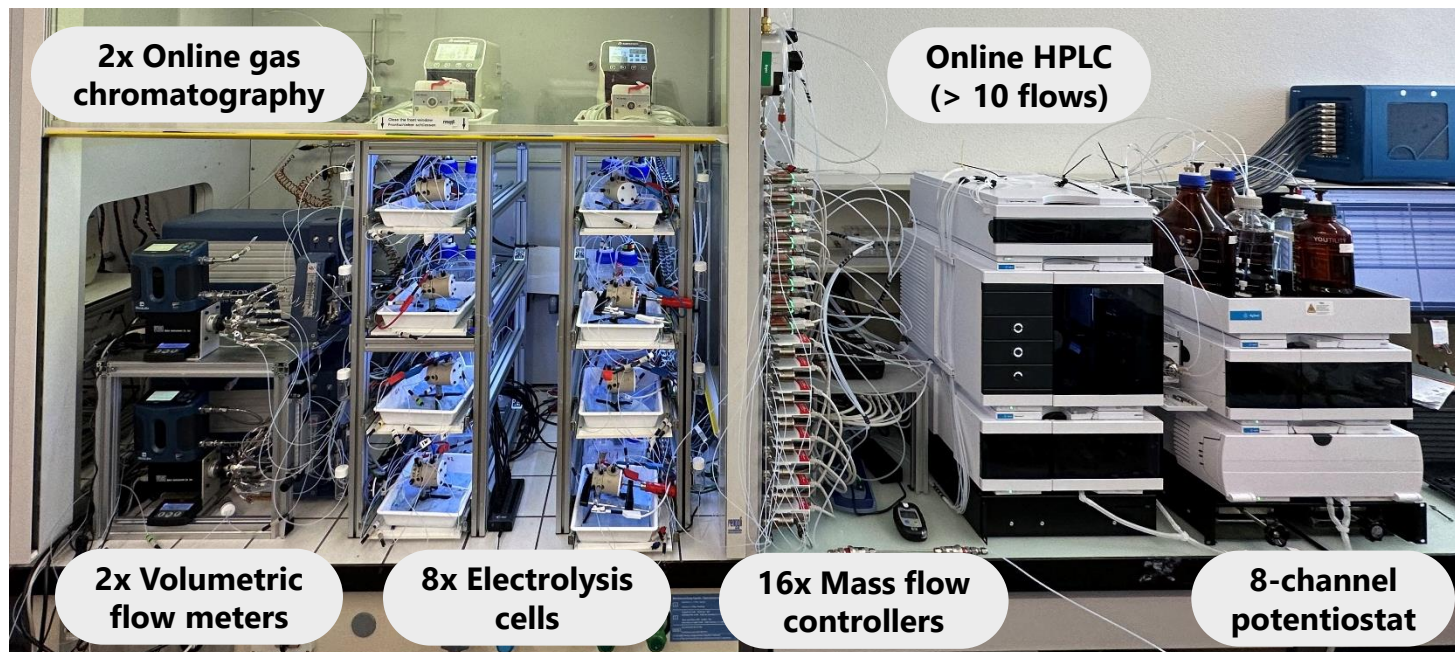 2x Online gas
chromatography
Online HPLC
(> 10 flows)
2x Volumetric
flow meters
8x Electrolysis
cells
16x Mass flow
controllers
8-channel
potentiostat
YOUTILITY